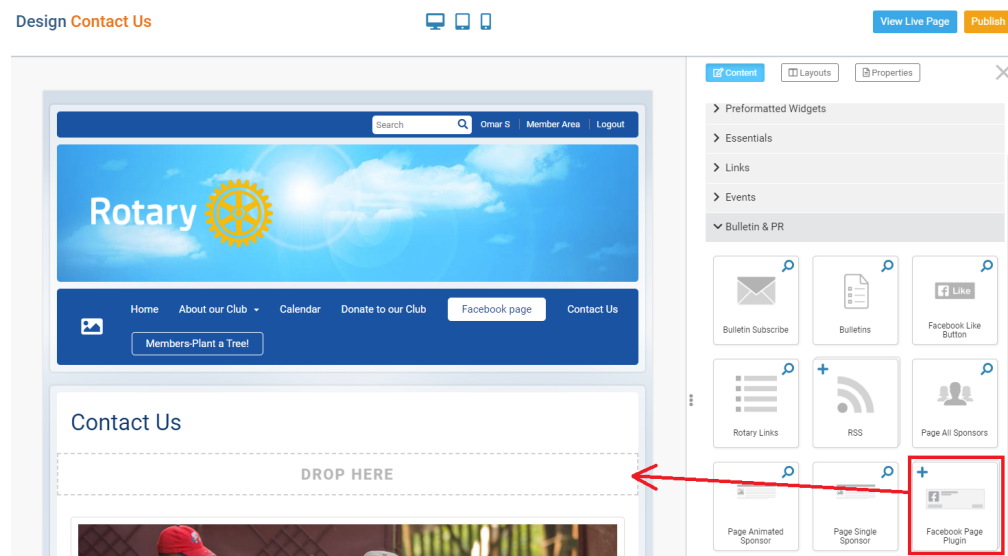 Design Contact Us
View Live Page
Publish
Content
Layouts
Properties
Preformatted Widgets
Essentials
Links
Events
Bulletin & PR
Search
Omar S
Member Area
Logout
Rotary
Home
About our Club
Calendar
Donate to our Club
Facebook page
Contact Us
Members-Plant a Tree!
Contact Us
DROP HERE
Bulletin Subscribe
Bulletins
Like
Facebook Like
Button
Rotary Links
RSS
Page All Sponsors
Page Animated
Sponsor
Page Single
Sponsor
Facebook Page
Plugin